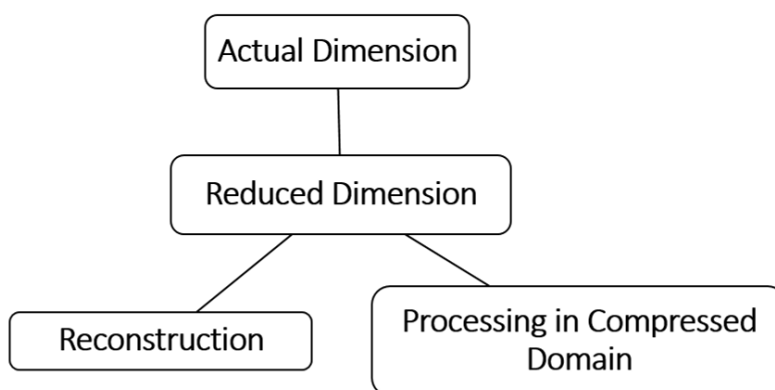 Actual Dimension
Reduced Dimension
Reconstruction
Processing in Compressed
Domain